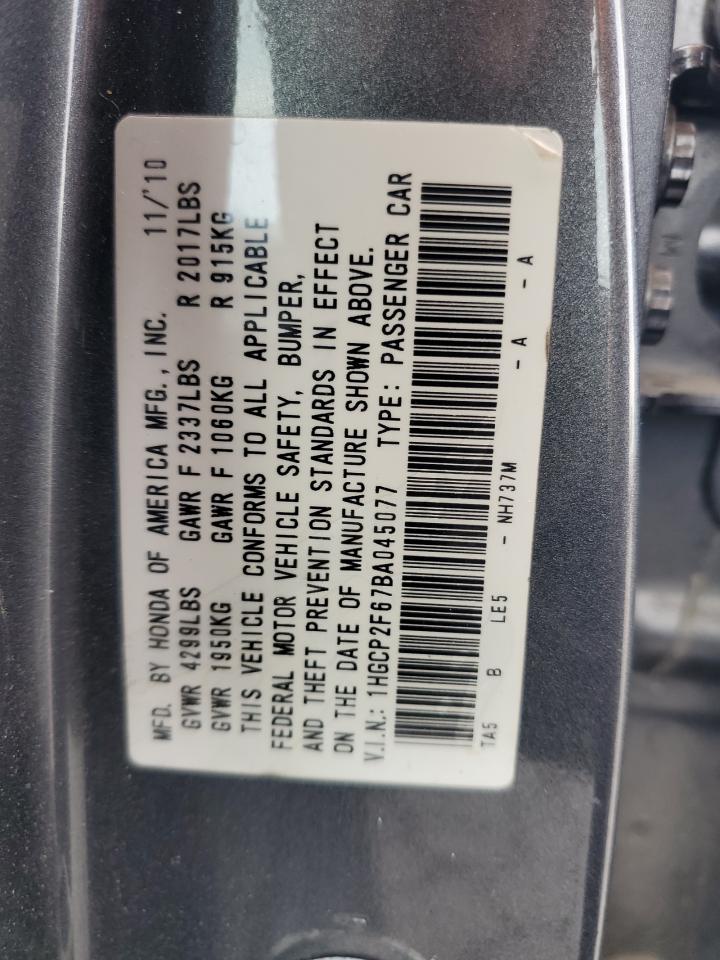 MFD. BY HONDA OF AMERICA MFG., INC. 11/'10
GVWR 4299LBS GAWR F 2337LBS R 2017LBS
GVWR 1950KG GAWR F 1060KG R 915KG
THIS VEHICLE CONFORMS TO ALL APPLICABLE
FEDERAL MOTOR VEHICLE SAFETY, BUMPER,
AND THEFT PREVENTION STANDARDS IN EFFECT
ON THE DATE OF MANUFACTURE SHOWN ABOVE.
V.I.N.: 1HGCP2F67BA045077 TYPE: PASSENGER CAR
TA5 B LE5 - NH737M - A - A